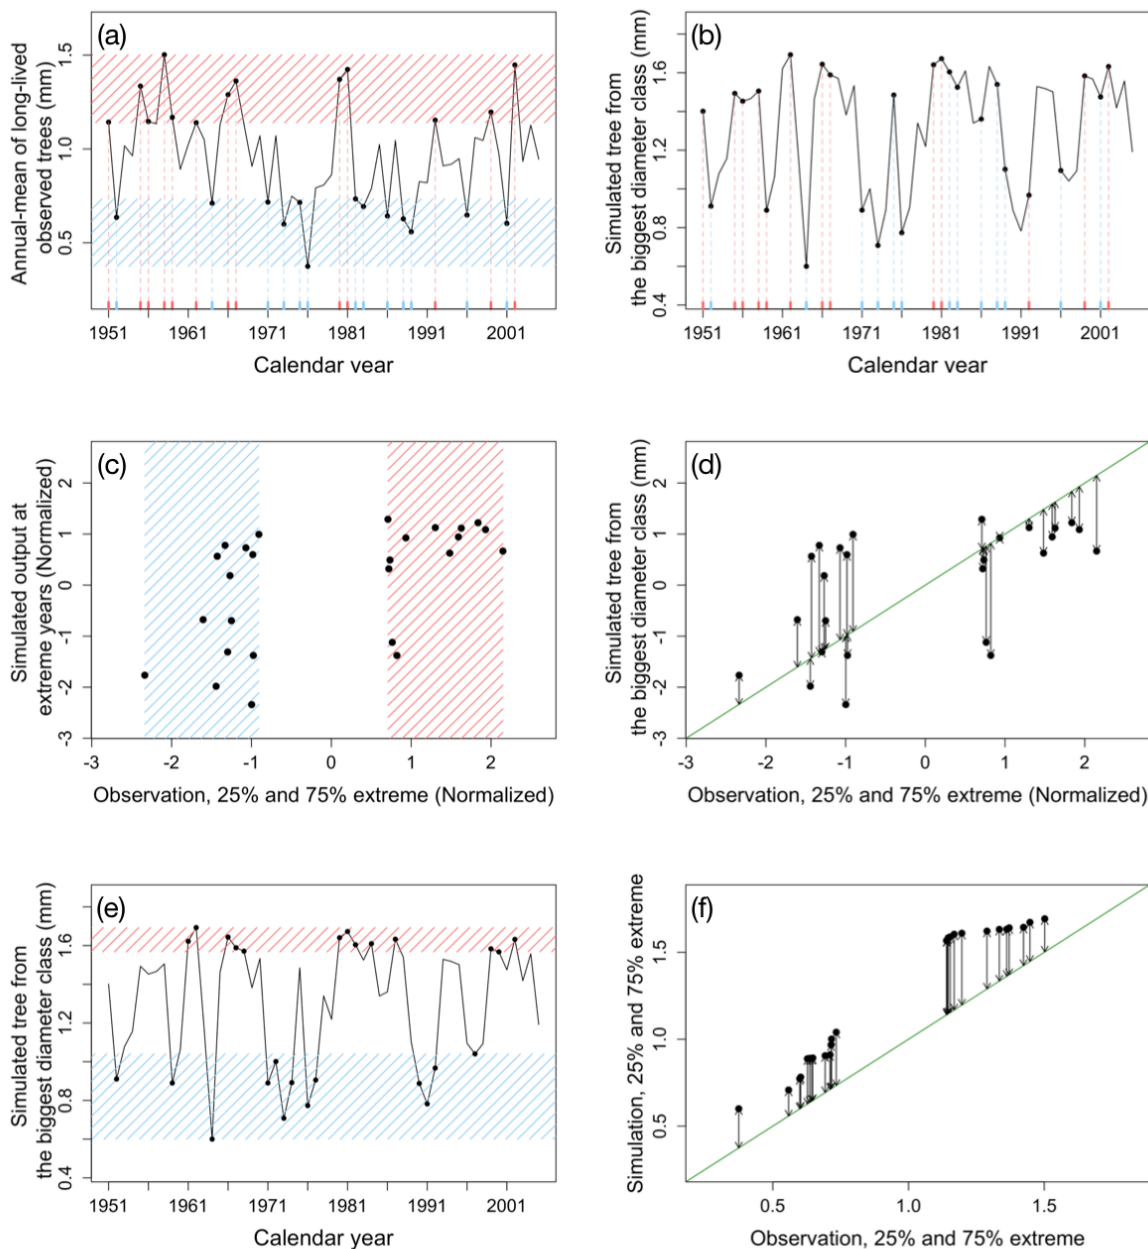 (a)
Annual-mean of long-lived
observed trees (mm)
1.5
1.0
0.5
1951 1961 1971 1981 1991 2001
Calendar year
(b)
Simulated tree from
the biggest diameter class (mm)
1.6
1.2
0.8
0.4
1951 1961 1971 1981 1991 2001
Calendar year
(c)
Simulated output at
extreme years (Normalized)
2
1
0
-1
-2
-3
-3 -2 -1 0 1 2
Observation, 25% and 75% extreme (Normalized)
(d)
Simulated tree from
the biggest diameter class (mm)
2
1
0
-1
-2
-3
-3 -2 -1 0 1 2
Observation, 25% and 75% extreme (Normalized)
(e)
Simulated tree from
the biggest diameter class (mm)
1.6
1.2
0.8
0.4
1951 1961 1971 1981 1991 2001
Calendar year
(f)
Simulation, 25% and 75% extreme
1.5
1.0
0.5
0.5 1.0 1.5
Observation, 25% and 75% extreme